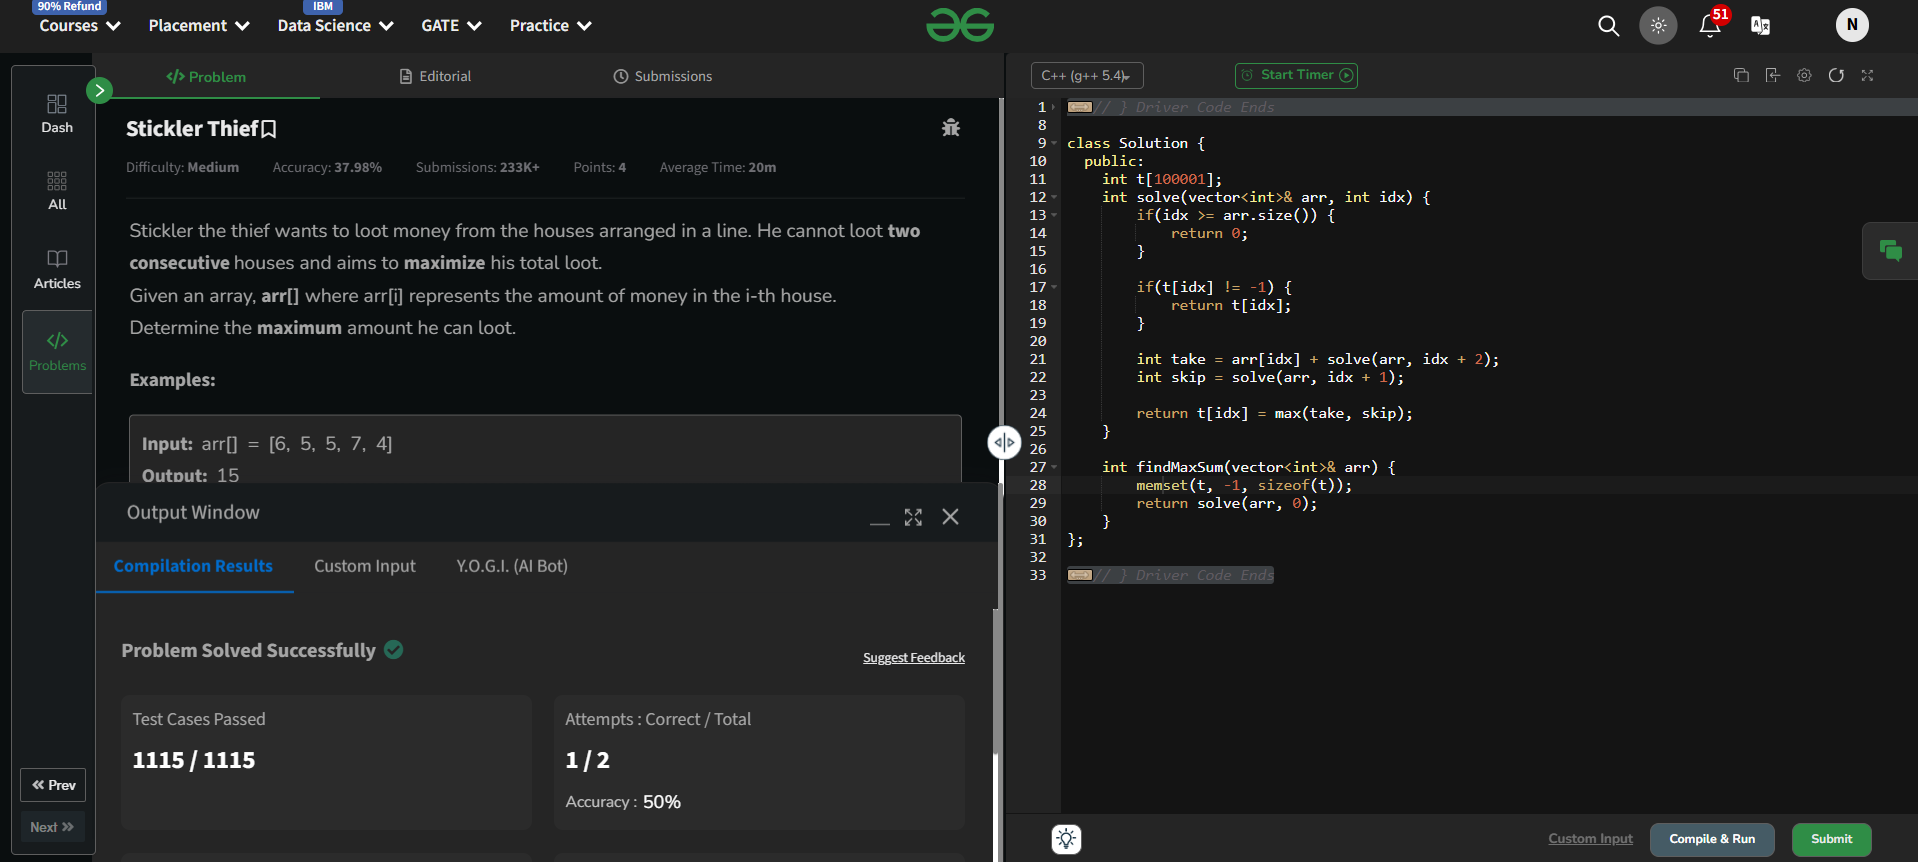 90% Refund
IBM
Courses
Placement
Data Science
GATE
Practice
51
N
Dash
All
Articles
</>
Problems
Prev
Next
</> Problem
Editorial
Submissions
Stickler Thief
Difficulty: Medium Accuracy: 37.98% Submissions: 233K+ Points: 4 Average Time: 20m
Stickler the thief wants to loot money from the houses arranged in a line. He cannot loot two
consecutive houses and aims to maximize his total loot.
Given an array, arr[] where arr[i] represents the amount of money in the i-th house.
Determine the maximum amount he can loot.
Examples:
Input: arr[] = [6, 5, 5, 7, 4]
Output: 15
Output Window
Compilation Results
Custom Input
Y.O.G.I. (AI Bot)
Problem Solved Successfully
Suggest Feedback
Test Cases Passed
1115 / 1115
Attempts : Correct / Total
1 / 2
Accuracy : 50%
C++ (g++ 5.4)
Start Timer
1 // } Driver Code Ends
8
9 class Solution {
10 public:
11 int t[100001];
12 int solve(vector<int>& arr, int idx) {
13 if(idx >= arr.size()) {
14 return 0;
15 }
16
17 if(t[idx] != -1) {
18 return t[idx];
19 }
20
21 int take = arr[idx] + solve(arr, idx + 2);
22 int skip = solve(arr, idx + 1);
23
24 return t[idx] = max(take, skip);
25 }
26
27 int findMaxSum(vector<int>& arr) {
28 memset(t, -1, sizeof(t));
29 return solve(arr, 0);
30 }
31 };
32
33 // } Driver Code Ends
Custom Input
Compile & Run
Submit